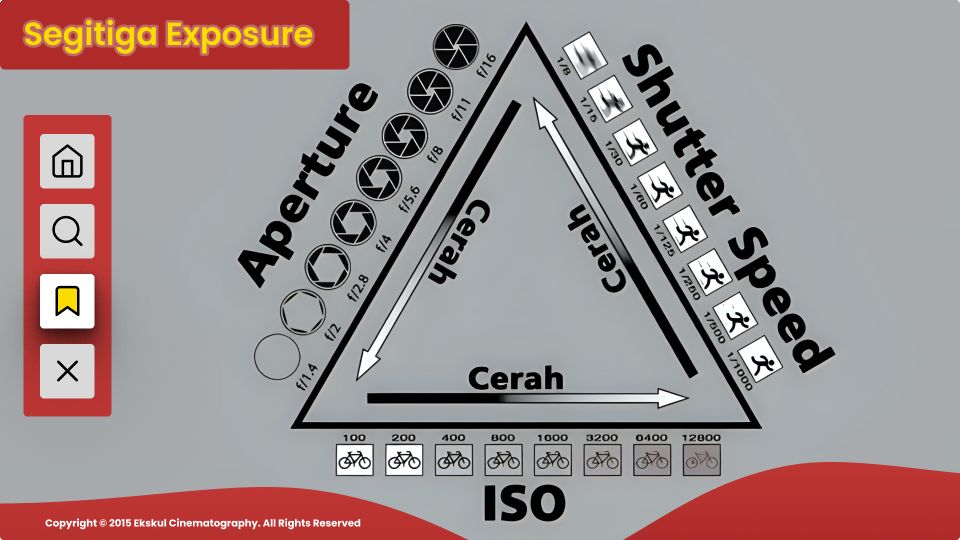 Segitiga Exposure
Aperture
f/16
f/11
f/8
f/5.6
f/4
f/2.8
f/2
f/1.4
Cerah
Shutter Speed
1/8
1/15
1/30
1/60
1/125
1/250
1/500
1/1000
Cerah
Cerah
100 200 400 800 1600 3200 6400 12800
ISO
Copyright © 2015 Ekskul Cinematography. All Rights Reserved